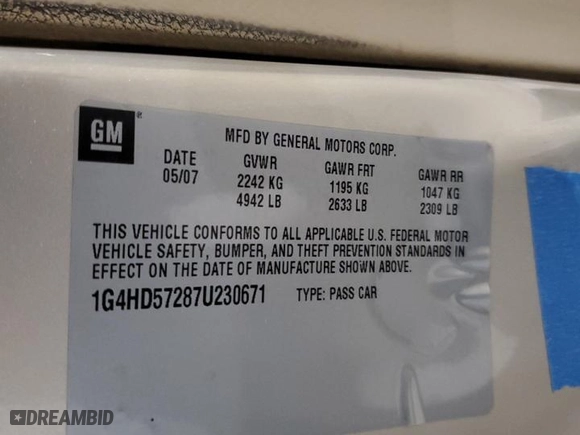 GM
MFD BY GENERAL MOTORS CORP.
DATE GVWR GAWR FRT GAWR RR
05/07 2242 KG 1195 KG 1047 KG
4942 LB 2633 LB 2309 LB
THIS VEHICLE CONFORMS TO ALL APPLICABLE U.S. FEDERAL MOTOR
VEHICLE SAFETY, BUMPER, AND THEFT PREVENTION STANDARDS IN
EFFECT ON THE DATE OF MANUFACTURE SHOWN ABOVE.
1G4HD57287U230671 TYPE: PASS CAR
DREAMBID